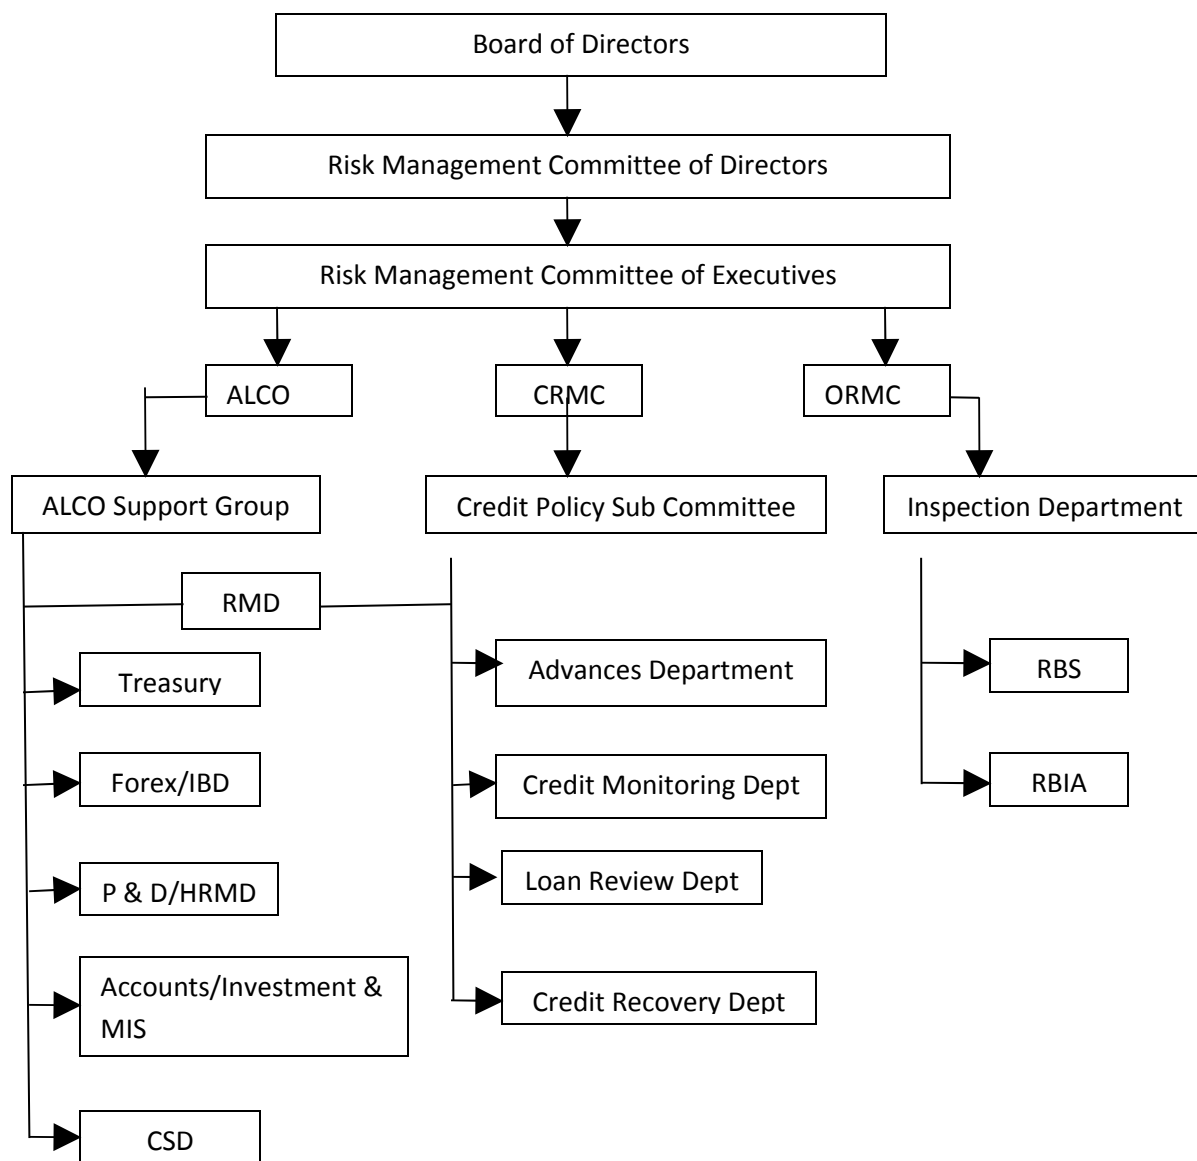 Board of Directors
Risk Management Committee of Directors
Risk Management Committee of Executives
ALCO
CRMC
ORMC
ALCO Support Group
Credit Policy Sub Committee
Inspection Department
RMD
Advances Department
RBS
Treasury
Forex/IBD
Credit Monitoring Dept
RBIA
P & D/HRMD
Loan Review Dept
Accounts/Investment &
MIS
Credit Recovery Dept
CSD